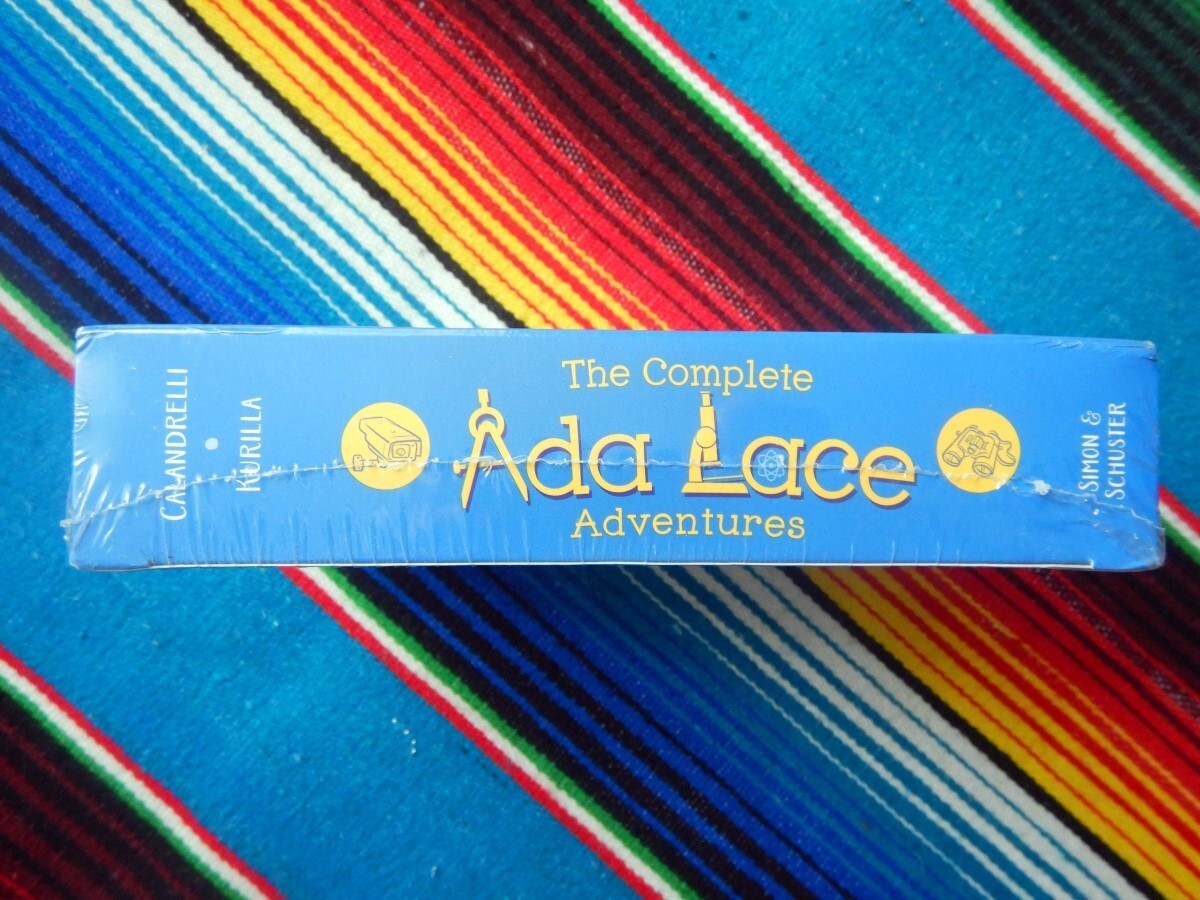 CALANDRELLI
KURILLA
The Complete
Ada Lace
Adventures
SIMON &
SCHUSTER